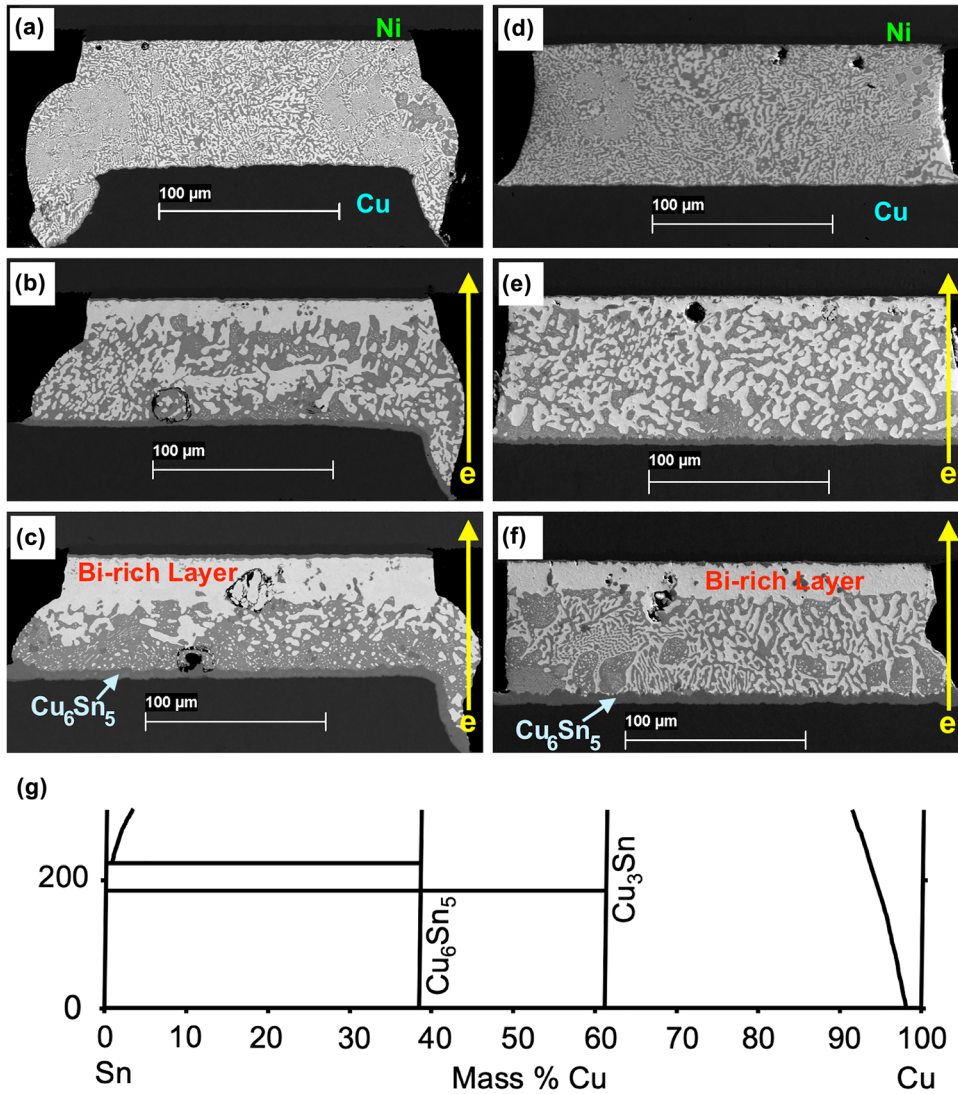 (a)
Ni
100 µm
Cu
(d)
Ni
100 µm
Cu
(b)
100 µm
e
(e)
100 µm
e
(c)
Bi-rich Layer
Cu₆Sn₅
100 µm
e
(f)
Bi-rich Layer
Cu₆Sn₅
100 µm
e
(g)
200
0
Cu₆Sn₅
Cu₃Sn
0 10 20 30 40 50 60 70 80 90 100
Sn Mass % Cu Cu